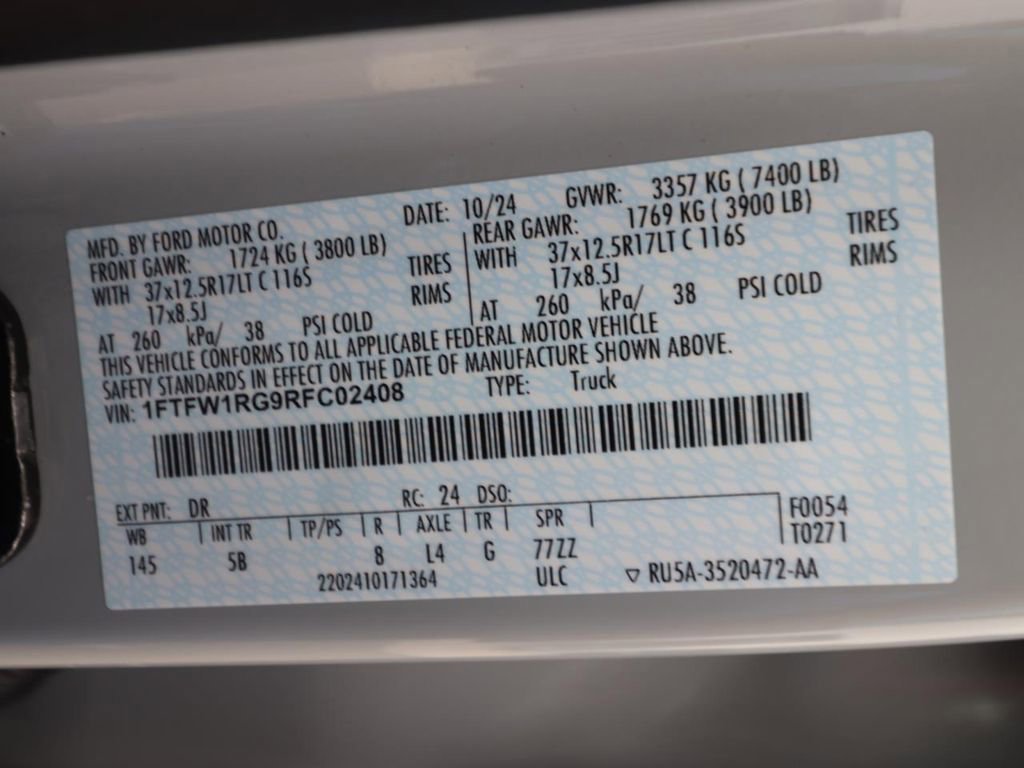 MFD. BY FORD MOTOR CO. DATE: 10/24 GVWR: 3357 KG ( 7400 LB)
FRONT GAWR: 1724 KG ( 3800 LB) REAR GAWR: 1769 KG ( 3900 LB)
WITH 37x12.5R17LT C 116S TIRES WITH 37x12.5R17LT C 116S TIRES
17x8.5J RIMS 17x8.5J RIMS
AT 260 kPa/ 38 PSI COLD AT 260 kPa/ 38 PSI COLD
THIS VEHICLE CONFORMS TO ALL APPLICABLE FEDERAL MOTOR VEHICLE
SAFETY STANDARDS IN EFFECT ON THE DATE OF MANUFACTURE SHOWN ABOVE.
VIN: 1FTFW1RG9RFC02408 TYPE: Truck
EXT PNT: DR RC: 24 DSO:
WB INT TR TP/PS R AXLE TR SPR F0054
145 5B 8 L4 G 77ZZ T0271
2202410171364 ULC ▽ RU5A-3520472-AA